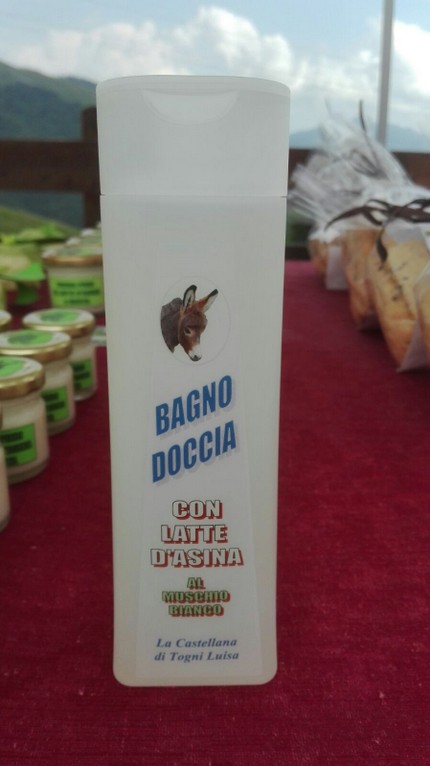 BAGNO
DOCCIA
CON
LATTE
D'ASINA
AL
MUSCHIO
BIANCO
La Castellana
di Togni Luisa